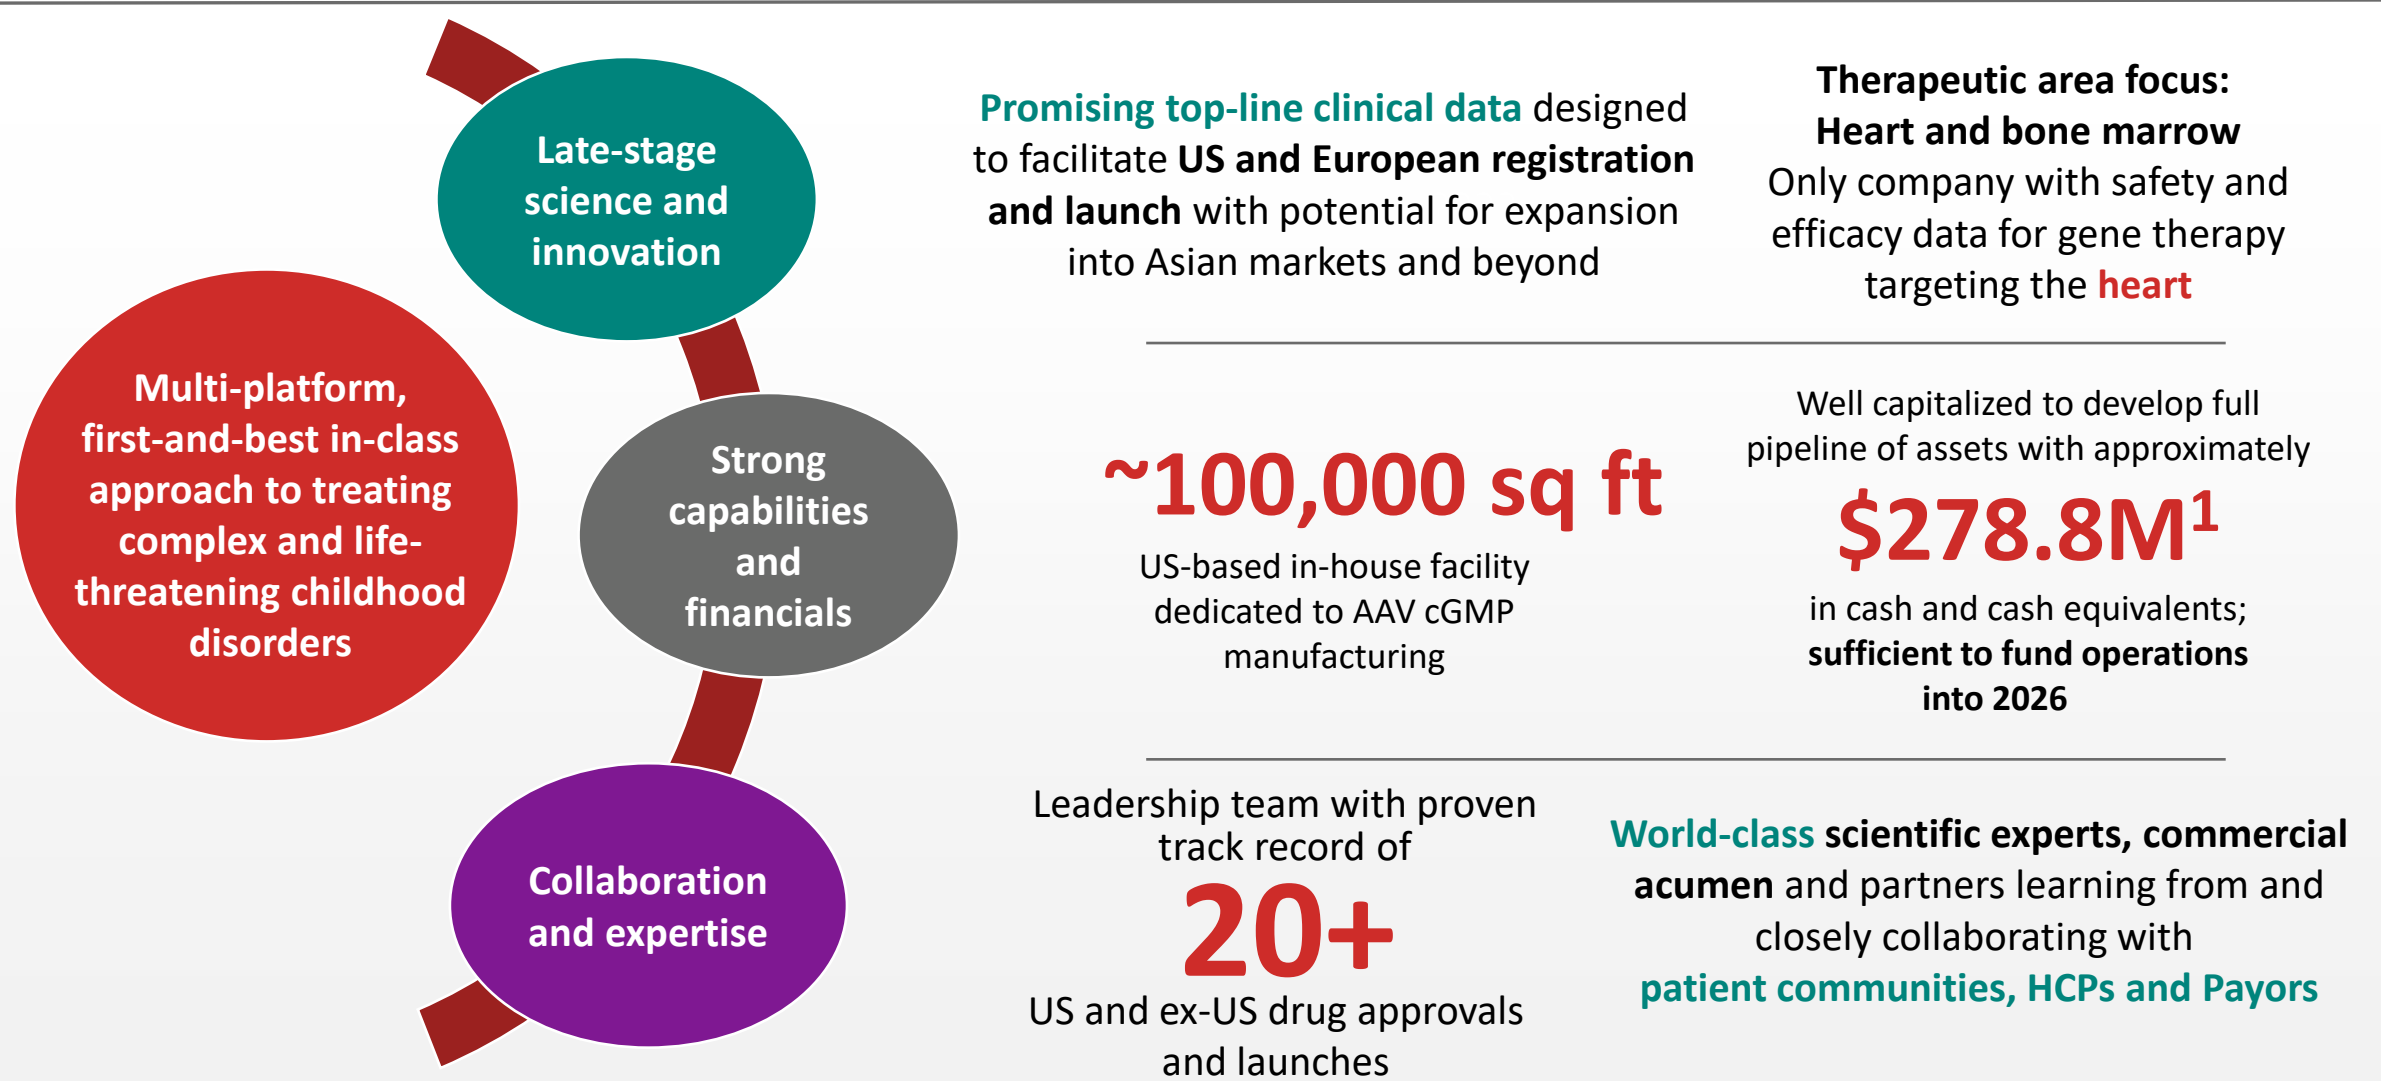 Multi-platform,
first-and-best in-class
approach to treating
complex and life-
threatening childhood
disorders
Late-stage
science and
innovation
Promising top-line clinical data designed
to facilitate US and European registration
and launch with potential for expansion
into Asian markets and beyond
Therapeutic area focus:
Heart and bone marrow
Only company with safety and
efficacy data for gene therapy
targeting the heart
Strong
capabilities
and
financials
~100,000 sq ft
US-based in-house facility
dedicated to AAV cGMP
manufacturing
Well capitalized to develop full
pipeline of assets with approximately
$278.8M¹
in cash and cash equivalents;
sufficient to fund operations
into 2026
Collaboration
and expertise
Leadership team with proven
track record of
20+
US and ex-US drug approvals
and launches
World-class scientific experts, commercial
acumen and partners learning from and
closely collaborating with
patient communities, HCPs and Payors